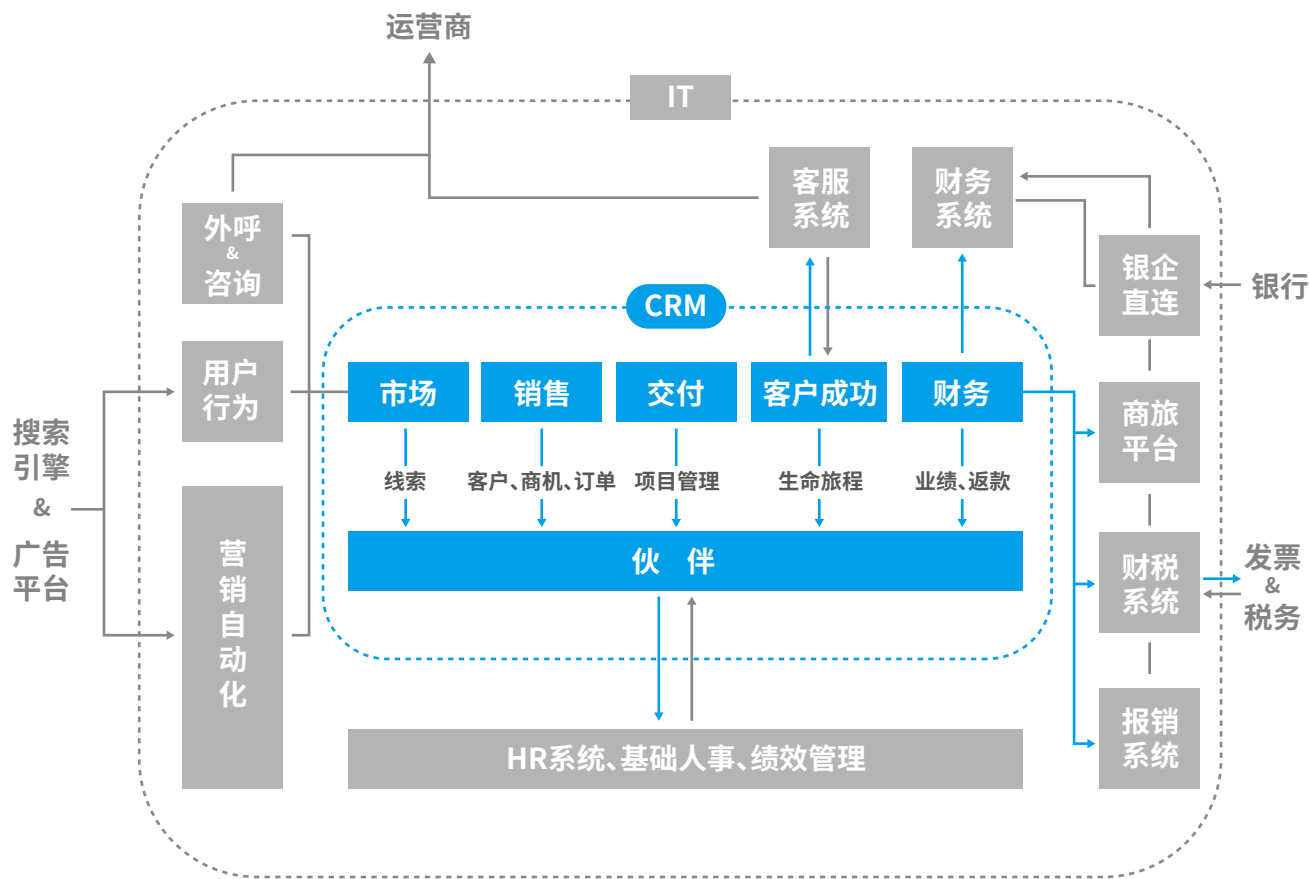 运营商
IT
客服
系统
财务
系统
外呼
&
咨询
银企
直连
银行
CRM
用户
行为
市场
销售
交付
客户成功
财务
商旅
平台
搜索
引擎
&
广告
平台
线索
客户、商机、订单
项目管理
生命旅程
业绩、返款
营
销
自
动
化
伙 伴
财税
系统
发票
&
税务
报销
系统
HR系统、基础人事、绩效管理